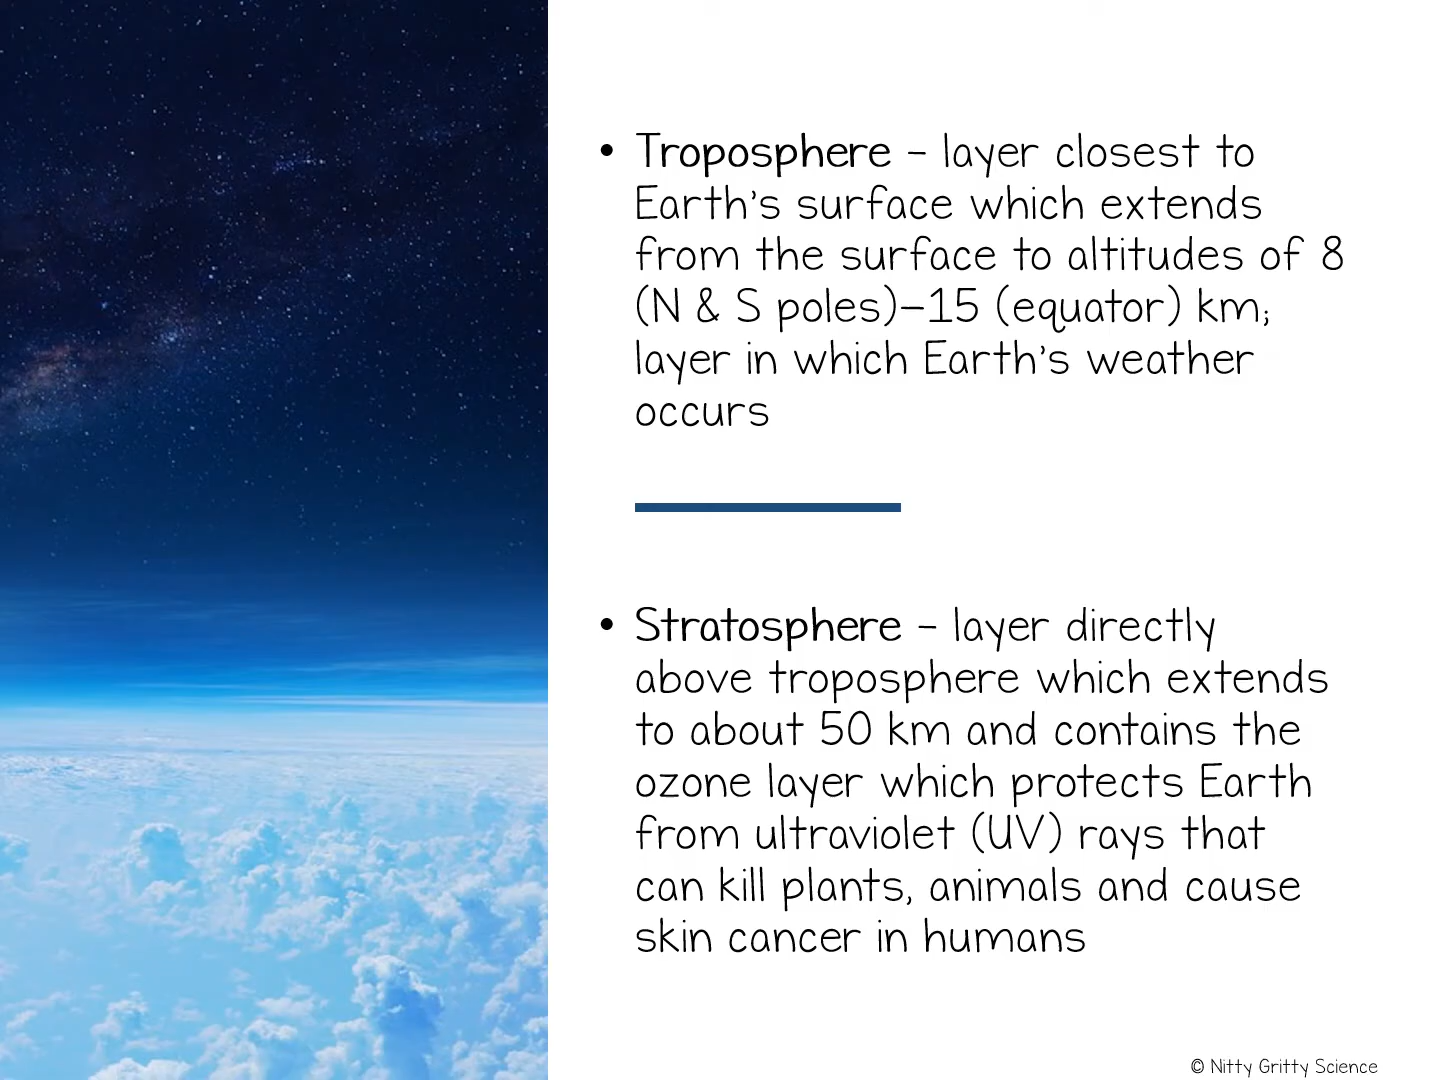 • Troposphere – layer closest to
Earth's surface which extends
from the surface to altitudes of 8
(N & S poles)–15 (equator) km;
layer in which Earth's weather
occurs
• Stratosphere – layer directly
above troposphere which extends
to about 50 km and contains the
ozone layer which protects Earth
from ultraviolet (UV) rays that
can kill plants, animals and cause
skin cancer in humans
© Nitty Gritty Science